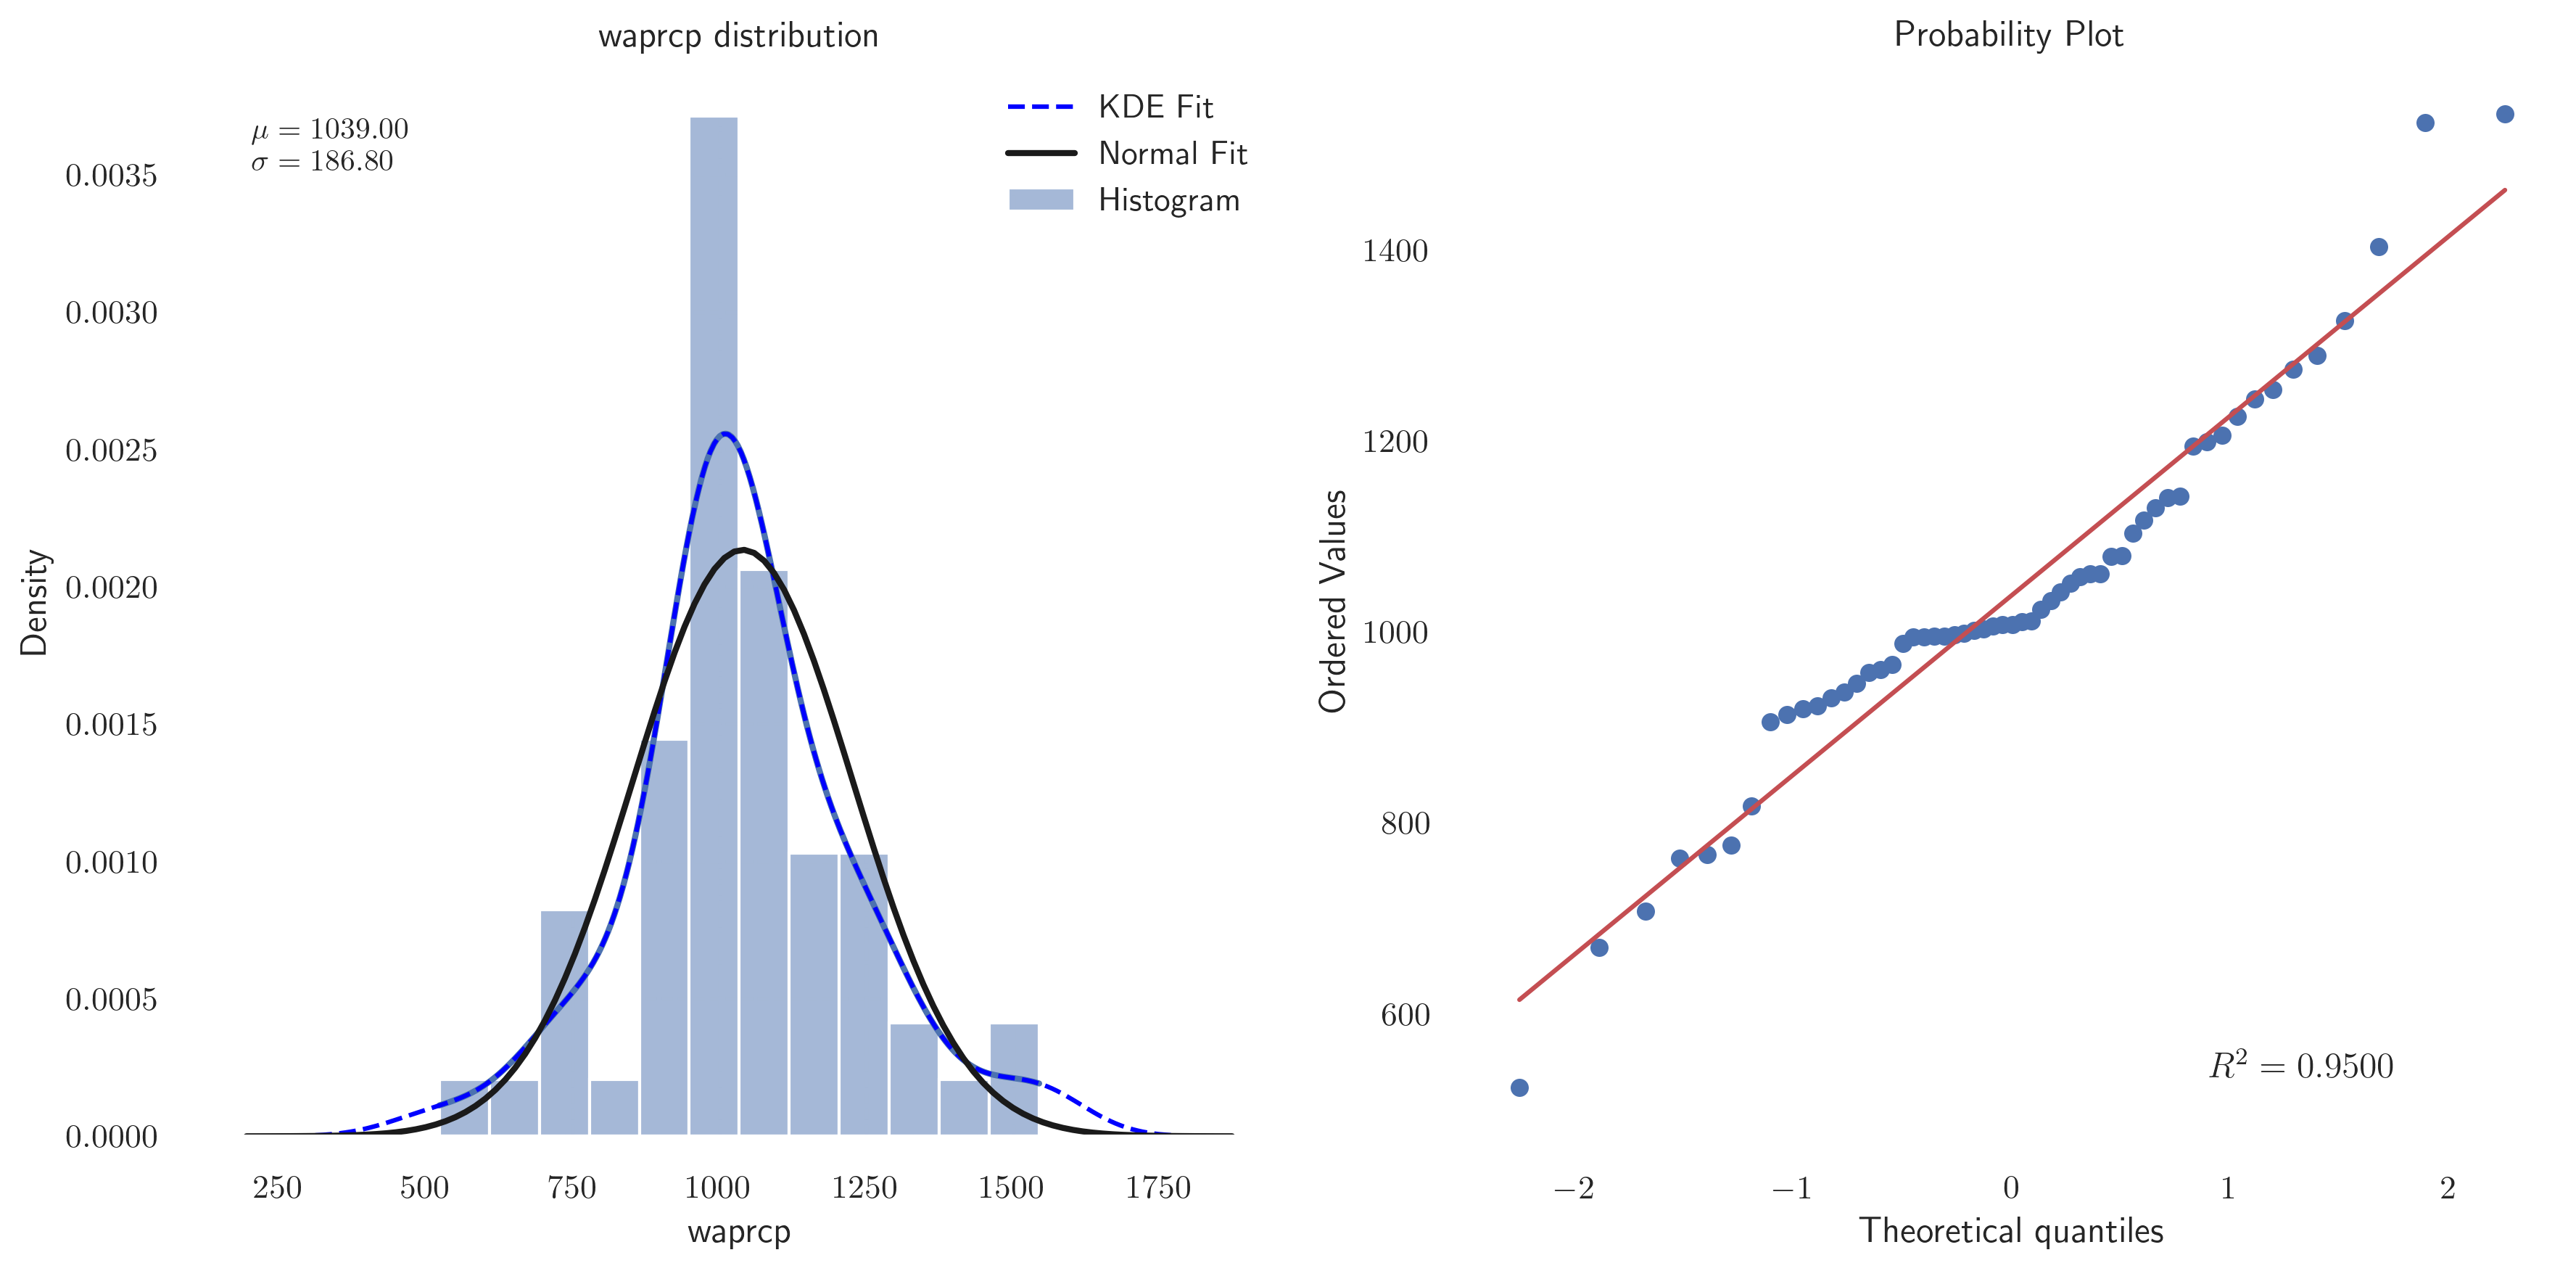 waprcp distribution
μ = 1039.00
σ = 186.80
KDE Fit
Normal Fit
Histogram
0.0035
0.0030
0.0025
0.0020
0.0015
0.0010
0.0005
0.0000
Density
250 500 750 1000 1250 1500 1750
waprcp
Probability Plot
1400
1200
1000
800
600
Ordered Values
R² = 0.9500
−2 −1 0 1 2
Theoretical quantiles